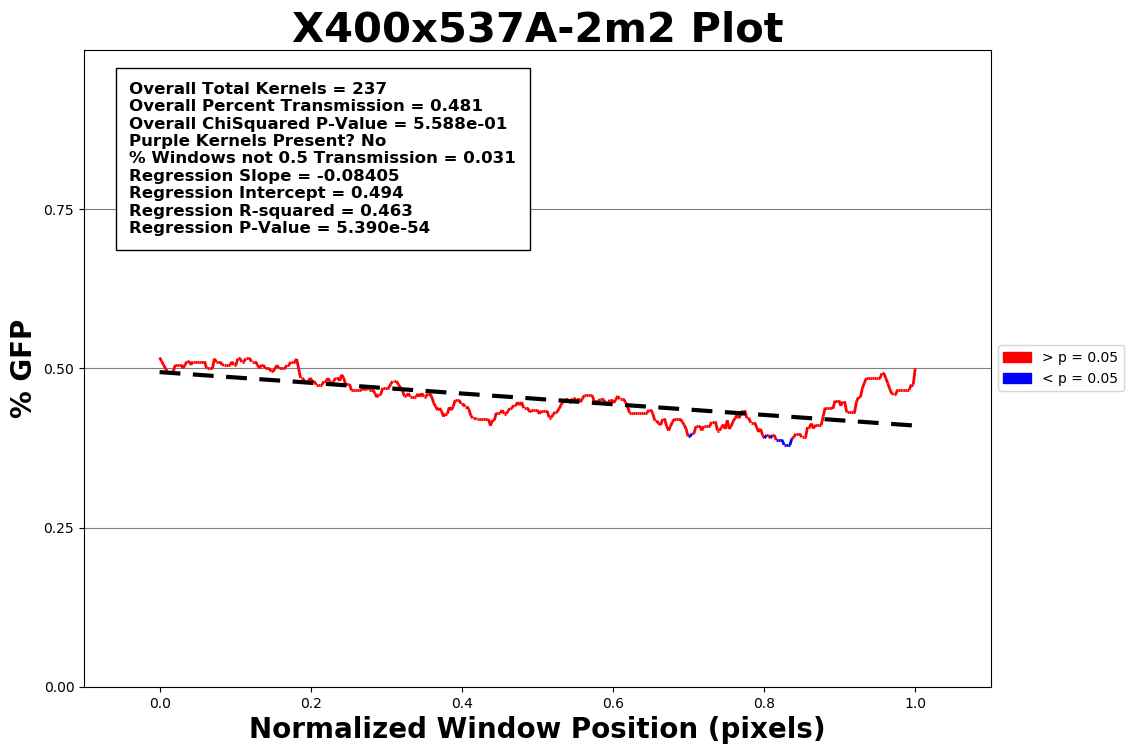 X400x537A-2m2 Plot
Overall Total Kernels = 237
Overall Percent Transmission = 0.481
Overall ChiSquared P-Value = 5.588e-01
Purple Kernels Present? No
% Windows not 0.5 Transmission = 0.031
Regression Slope = -0.08405
Regression Intercept = 0.494
Regression R-squared = 0.463
Regression P-Value = 5.390e-54
0.75
0.50
0.25
0.00
% GFP
> p = 0.05
< p = 0.05
0.0 0.2 0.4 0.6 0.8 1.0
Normalized Window Position (pixels)